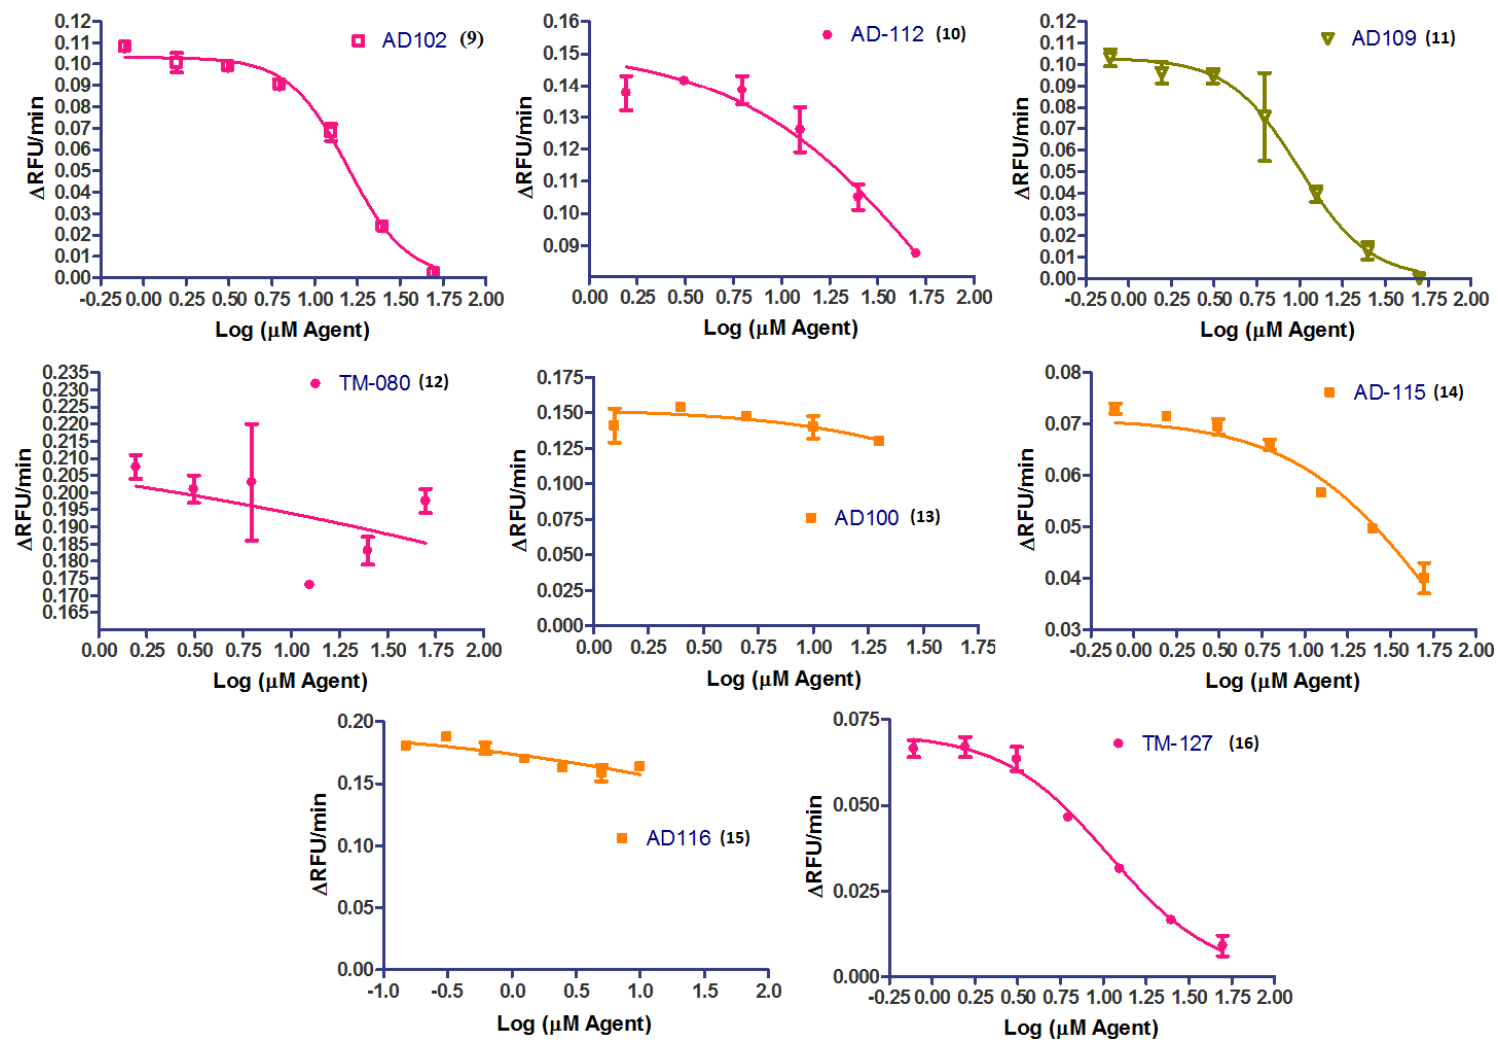 AD102 (9)
0.12
0.11
0.10
0.09
0.08
0.07
0.06
0.05
0.04
0.03
0.02
0.01
0.00
ΔRFU/min
-0.25 0.00 0.25 0.50 0.75 1.00 1.25 1.50 1.75 2.00
Log (µM Agent)
AD-112 (10)
0.16
0.15
0.14
0.13
0.12
0.11
0.10
0.09
ΔRFU/min
0.00 0.25 0.50 0.75 1.00 1.25 1.50 1.75 2.00
Log (µM Agent)
AD109 (11)
0.12
0.11
0.10
0.09
0.08
0.07
0.06
0.05
0.04
0.03
0.02
0.01
0.00
ΔRFU/min
-0.25 0.00 0.25 0.50 0.75 1.00 1.25 1.50 1.75 2.00
Log (µM Agent)
TM-080 (12)
0.235
0.230
0.225
0.220
0.215
0.210
0.205
0.200
0.195
0.190
0.185
0.180
0.175
0.170
0.165
ΔRFU/min
0.00 0.25 0.50 0.75 1.00 1.25 1.50 1.75 2.00
Log (µM Agent)
0.175
0.150
0.125
0.100
0.075
0.050
0.025
0.000
AD100 (13)
ΔRFU/min
0.00 0.25 0.50 0.75 1.00 1.25 1.50 1.75
Log (µM Agent)
AD-115 (14)
0.08
0.07
0.06
0.05
0.04
0.03
ΔRFU/min
-0.25 0.00 0.25 0.50 0.75 1.00 1.25 1.50 1.75 2.00
Log (µM Agent)
0.20
0.15
0.10
0.05
0.00
AD116 (15)
ΔRFU/min
-1.0 -0.5 0.0 0.5 1.0 1.5 2.0
Log (µM Agent)
TM-127 (16)
0.075
0.050
0.025
0.000
ΔRFU/min
-0.25 0.00 0.25 0.50 0.75 1.00 1.25 1.50 1.75 2.00
Log (µM Agent)